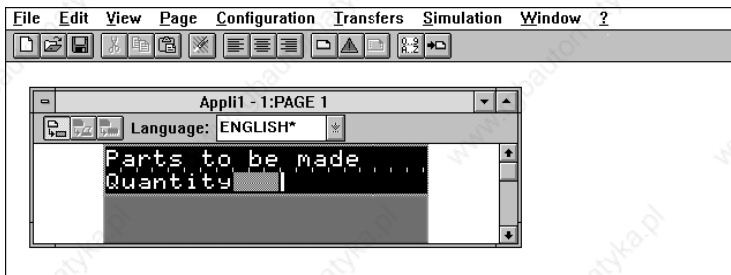 File Edit View Page Configuration Transfers Simulation Window ?
Appli1 - 1:PAGE 1
Language: ENGLISH*
Parts to be made
Quantity